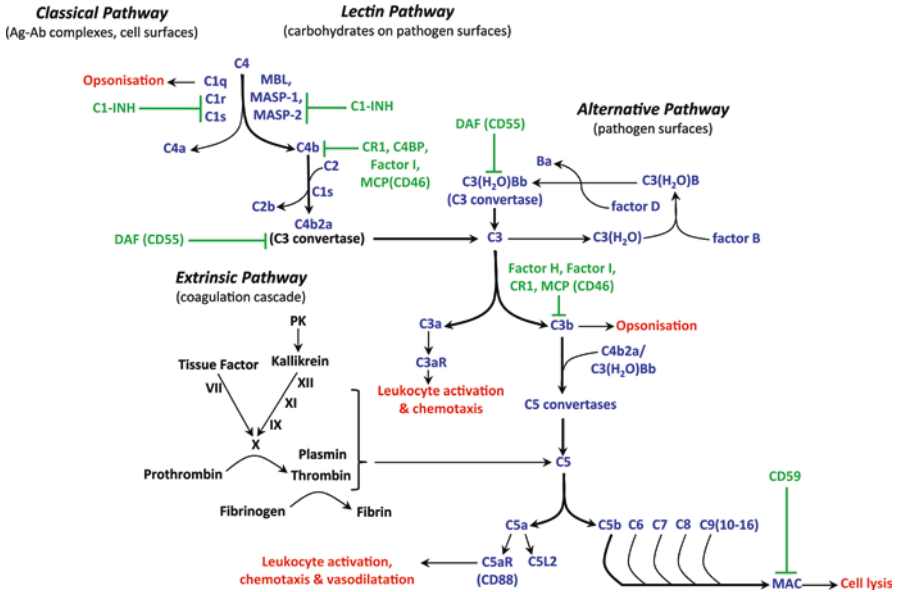 Classical Pathway
(Ag-Ab complexes, cell surfaces)
Lectin Pathway
(carbohydrates on pathogen surfaces)
C4
Opsonisation
C1q
C1r
C1s
C1-INH
MBL,
MASP-1,
MASP-2
C1-INH
C4a
C4b
CR1, C4BP,
Factor I,
MCP(CD46)
C2
C1s
C2b
C4b2a
(C3 convertase)
DAF (CD55)
Alternative Pathway
(pathogen surfaces)
DAF (CD55)
Ba
C3(H₂O)Bb
(C3 convertase)
C3(H₂O)B
factor D
C3
C3(H₂O)
factor B
Factor H, Factor I,
CR1, MCP (CD46)
C3a
C3b
Opsonisation
C3aR
Leukocyte activation
& chemotaxis
C4b2a/
C3(H₂O)Bb
C5 convertases
Extrinsic Pathway
(coagulation cascade)
PK
Tissue Factor
Kallikrein
VII
XII
XI
IX
X
Plasmin
Prothrombin
Thrombin
Fibrinogen
Fibrin
C5
CD59
C5a
C5b
C6
C7
C8
C9(10-16)
C5aR
(CD88)
C5L2
Leukocyte activation,
chemotaxis & vasodilatation
MAC
Cell lysis